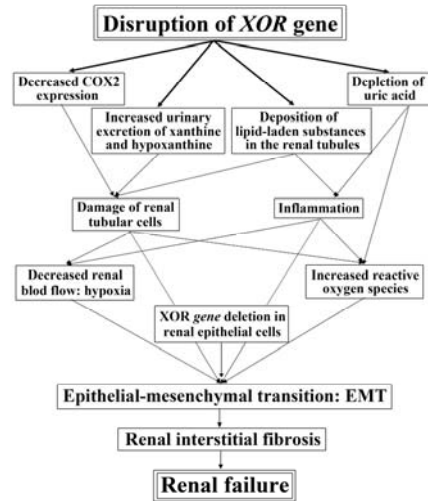 Disruption of XOR gene
Decreased COX2
expression
Depletion of
uric acid
Increased urinary
excretion of xanthine
and hypoxanthine
Deposition of
lipid-laden substances
in the renal tubules
Damage of renal
tubular cells
Inflammation
Decreased renal
blod flow: hypoxia
Increased reactive
oxygen species
XOR gene deletion in
renal epithelial cells
Epithelial-mesenchymal transition: EMT
Renal interstitial fibrosis
Renal failure